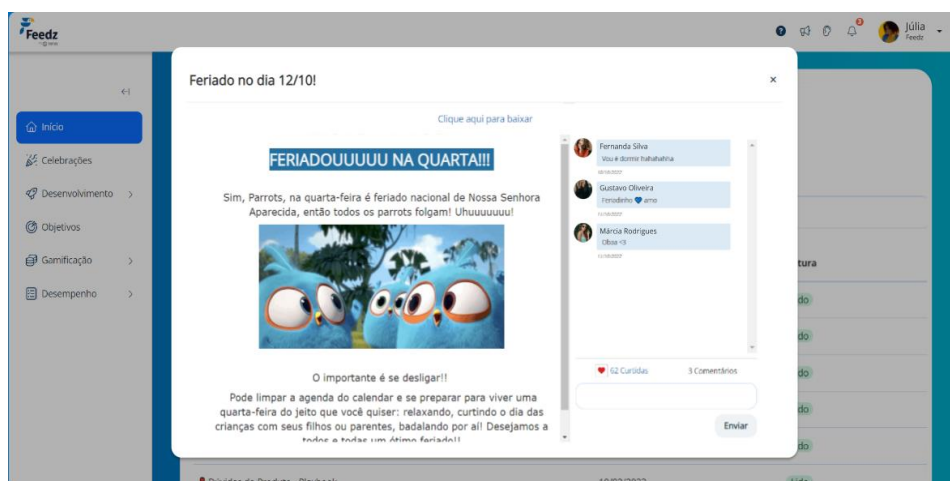 Feedz
3
Júlia
Feedz
Início
Celebrações
Desenvolvimento
Objetivos
Gamificação
Desempenho
Feriado no dia 12/10!
×
Clique aqui para baixar
FERIADOUUUUU NA QUARTA!!!
Sim, Parrots, na quarta-feira é feriado nacional de Nossa Senhora
Aparecida, então todos os parrots folgam! Uhuuuuuuu!
O importante é se desligar!!
Pode limpar a agenda do calendar e se preparar para viver uma
quarta-feira do jeito que você quiser: relaxando, curtindo o dia das
crianças com seus filhos ou parentes, badalando por aí! Desejamos a
todos e todas um ótimo feriado!!
Fernanda Silva
Vou é dormir hahahahha
Gustavo Oliveira
Feriadinho 💙 amo
Márcia Rodrigues
Obaa <3
62 Curtidas
3 Comentários
Enviar
tura
do
do
do
do
do